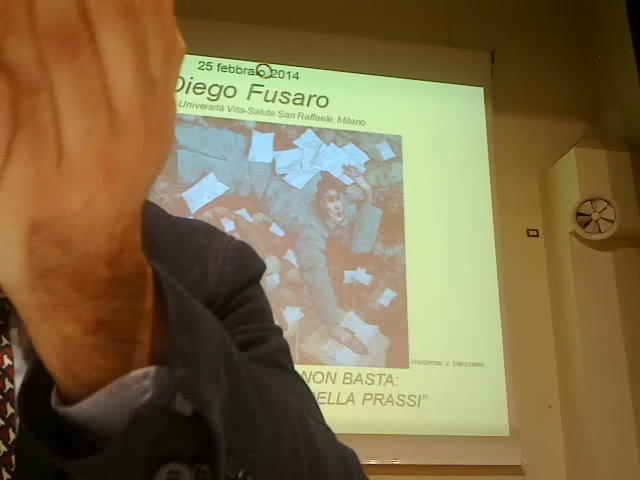 25 febbraio 2014
Diego Fusaro
Università Vita-Salute San Raffaele, Milano
NON BASTA:
ELLA PRASSI"